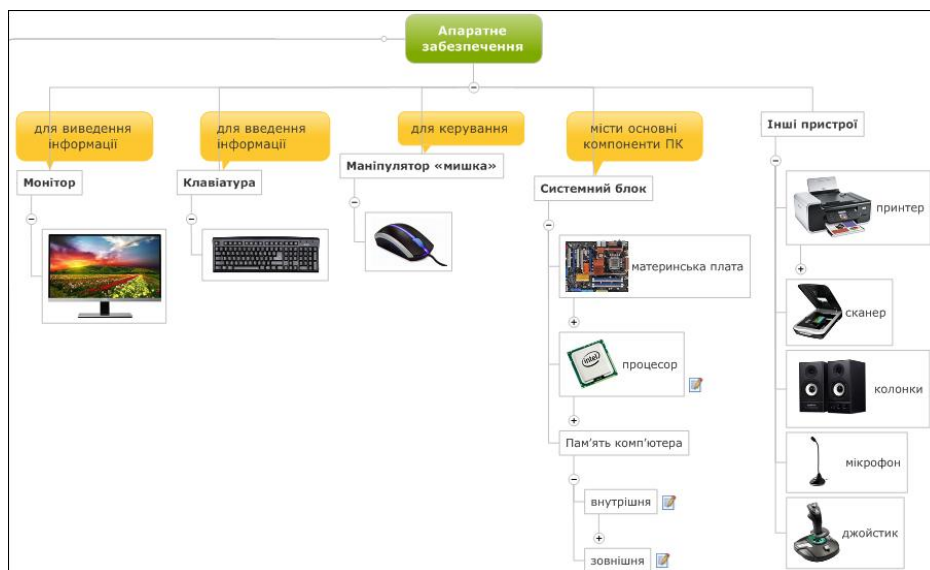 Апаратне
забезпечення
для виведення
інформації
Монітор
для введення
інформації
Клавіатура
для керування
Маніпулятор «мишка»
місти основні
компоненти ПК
Системний блок
материнська плата
intel
процесор
Пам’ять комп’ютера
внутрішня
зовнішня
Інші пристрої
принтер
сканер
колонки
мікрофон
джойстик